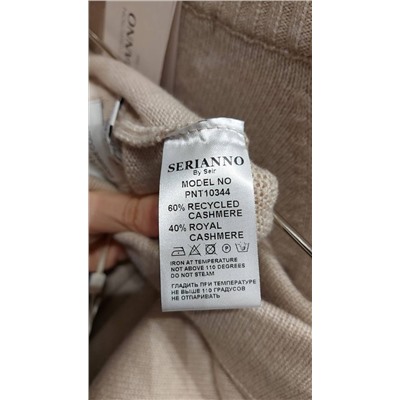 SERIANNO
By Seir
MODEL NO
PNT10344
60% RECYCLED
CASHMERE
40% ROYAL
CASHMERE
IRON AT TEMPERATURE
NOT ABOVE 110 DEGREES
DO NOT STEAM
ГЛАДИТЬ ПРИ ТЕМПЕРАТУРЕ
НЕ ВЫШЕ 110 ГРАДУСОВ
НЕ ОТПАРИВАТЬ